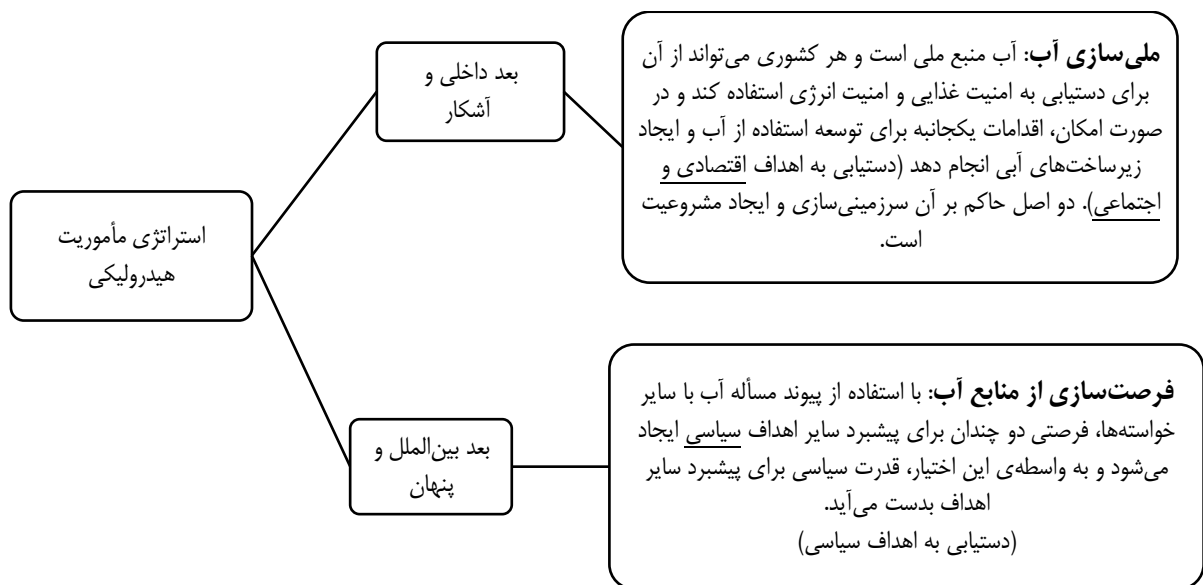 استراتژی مأموریت
هیدرولیکی
بعد داخلی و
آشکار
ملی‌سازی آب: آب منبع ملی است و هر کشوری می‌تواند از آن
برای دستیابی به امنیت غذایی و امنیت انرژی استفاده کند و در
صورت امکان، اقدامات یکجانبه برای توسعه استفاده از آب و ایجاد
زیرساخت‌های آبی انجام دهد (دستیابی به اهداف اقتصادی و
اجتماعی). دو اصل حاکم بر آن سرزمینی‌سازی و ایجاد مشروعیت
است.
بعد بین‌الملل و
پنهان
فرصت‌سازی از منابع آب: با استفاده از پیوند مسأله آب با سایر
خواسته‌ها، فرصتی دو چندان برای پیشبرد سایر اهداف سیاسی ایجاد
می‌شود و به واسطه‌ی این اختیار، قدرت سیاسی برای پیشبرد سایر
اهداف بدست می‌آید.
(دستیابی به اهداف سیاسی)